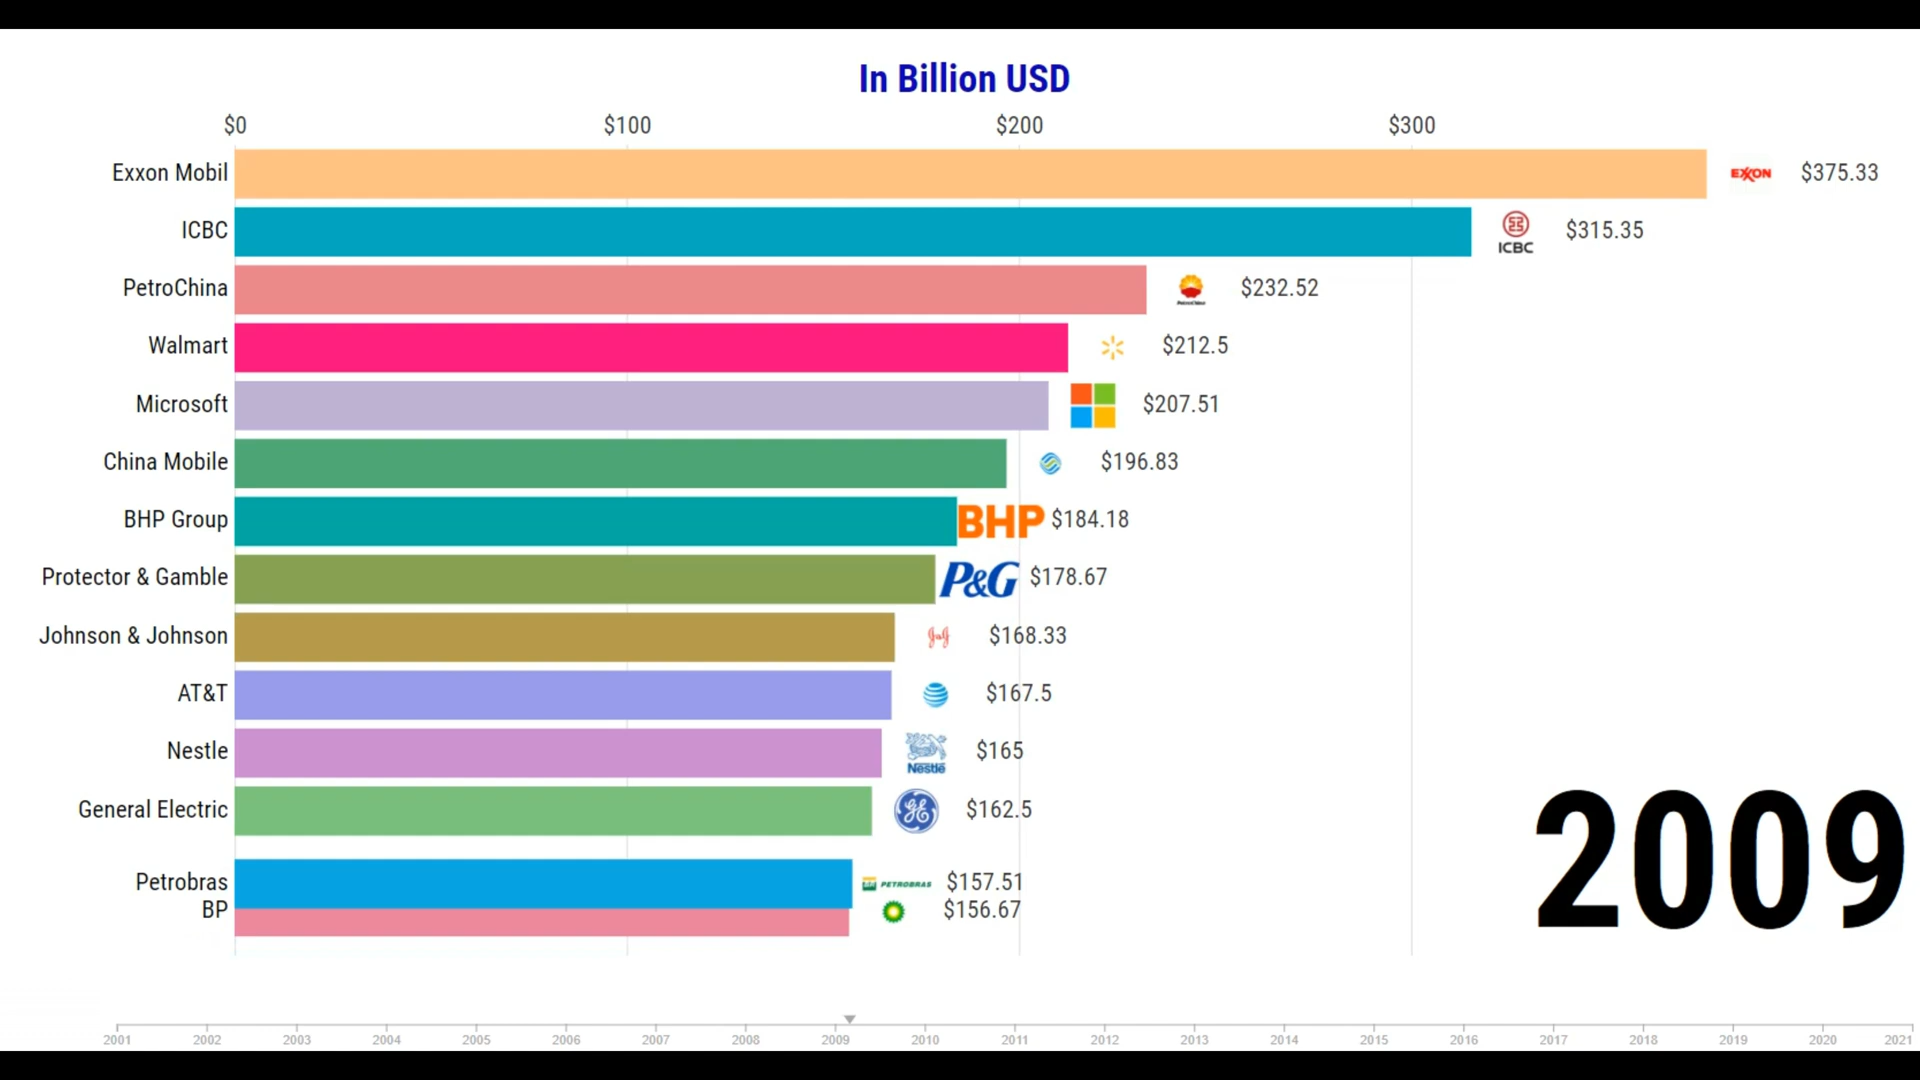 In Billion USD
$0 $100 $200 $300
Exxon Mobil EXXON $375.33
ICBC ICBC $315.35
PetroChina PetroChina $232.52
Walmart $212.5
Microsoft $207.51
China Mobile $196.83
BHP Group BHP $184.18
Protector & Gamble P&G $178.67
Johnson & Johnson J&J $168.33
AT&T $167.5
Nestle Nestlé $165
General Electric GE $162.5
Petrobras BR PETROBRAS $157.51
BP $156.67
2009
2001 2002 2003 2004 2005 2006 2007 2008 2009 2010 2011 2012 2013 2014 2015 2016 2017 2018 2019 2020 2021